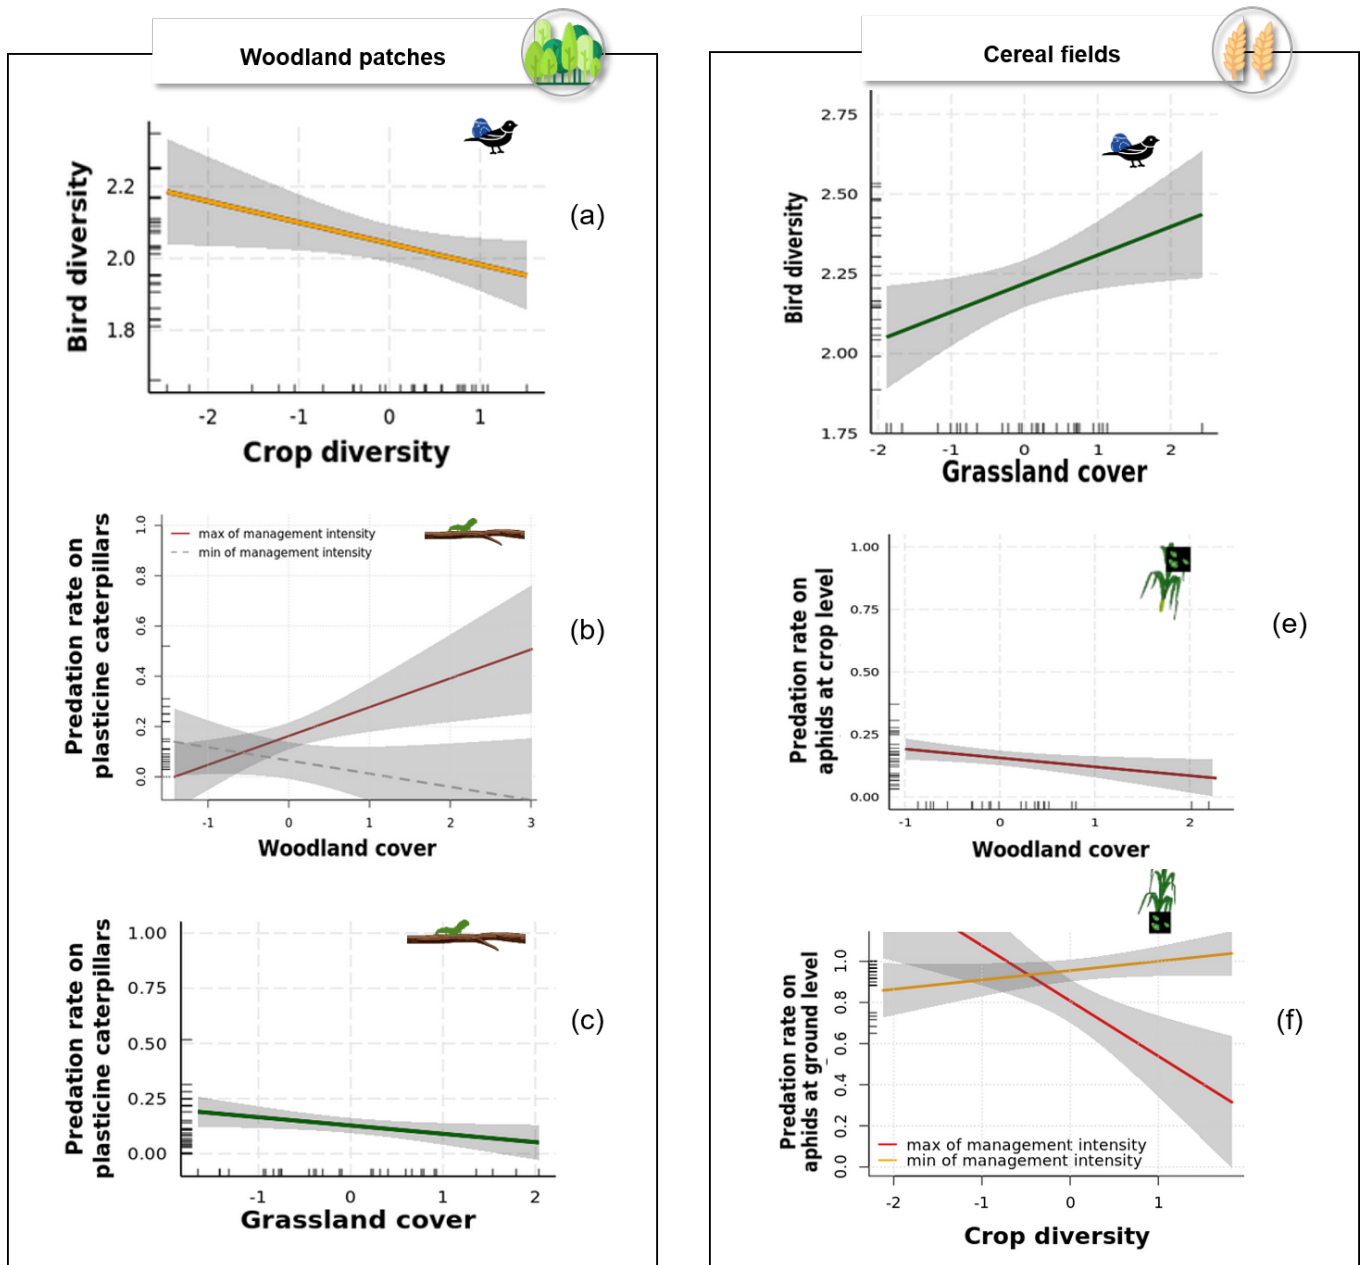 Woodland patches
Bird diversity
2.2
2.0
1.8
-2 -1 0 1
Crop diversity
(a)
Predation rate on
plasticine caterpillars
max of management intensity
min of management intensity
1.0
0.8
0.6
0.4
0.2
0.0
-1 0 1 2 3
Woodland cover
(b)
Predation rate on
plasticine caterpillars
1.00
0.75
0.50
0.25
0.00
-1 0 1 2
Grassland cover
(c)
Cereal fields
Bird diversity
2.75
2.50
2.25
2.00
1.75
-2 -1 0 1 2
Grassland cover
Predation rate on
aphids at crop level
1.00
0.75
0.50
0.25
0.00
-1 0 1 2
Woodland cover
(e)
Predation rate on
aphids at ground level
1.0
0.8
0.6
0.4
0.2
0.0
max of management intensity
min of management intensity
-2 -1 0 1
Crop diversity
(f)